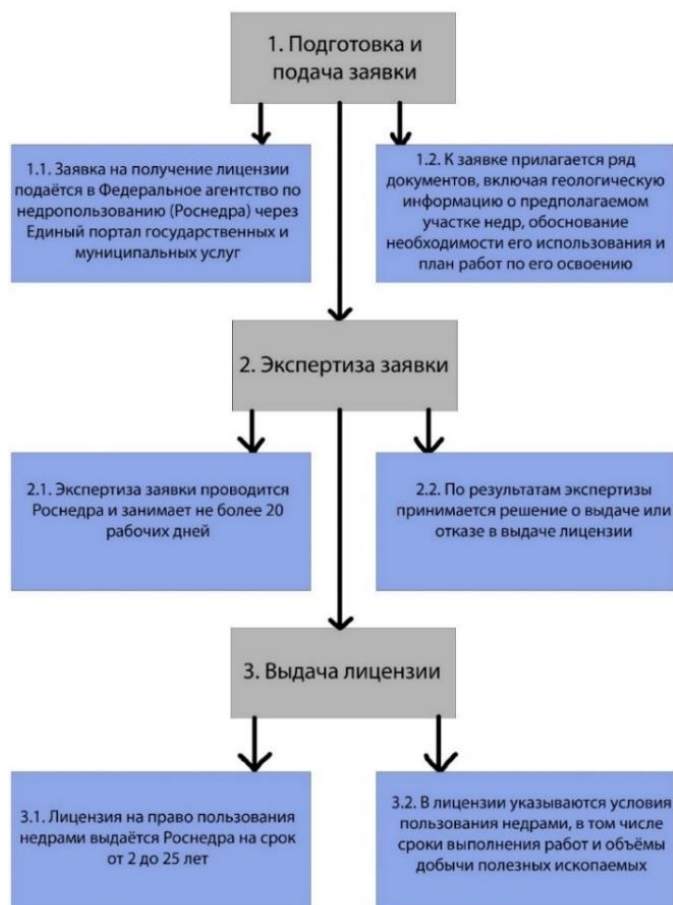 1. Подготовка и
подача заявки
1.1. Заявка на получение лицензии
подаётся в Федеральное агентство по
недропользованию (Роснедра) через
Единый портал государственных и
муниципальных услуг
1.2. К заявке прилагается ряд
документов, включая геологическую
информацию о предполагаемом
участке недр, обоснование
необходимости его использования и
план работ по его освоению
2. Экспертиза заявки
2.1. Экспертиза заявки проводится
Роснедра и занимает не более 20
рабочих дней
2.2. По результатам экспертизы
принимается решение о выдаче или
отказе в выдаче лицензии
3. Выдача лицензии
3.1. Лицензия на право пользования
недрами выдаётся Роснедра на срок
от 2 до 25 лет
3.2. В лицензии указываются условия
пользования недрами, в том числе
сроки выполнения работ и объёмы
добычи полезных ископаемых